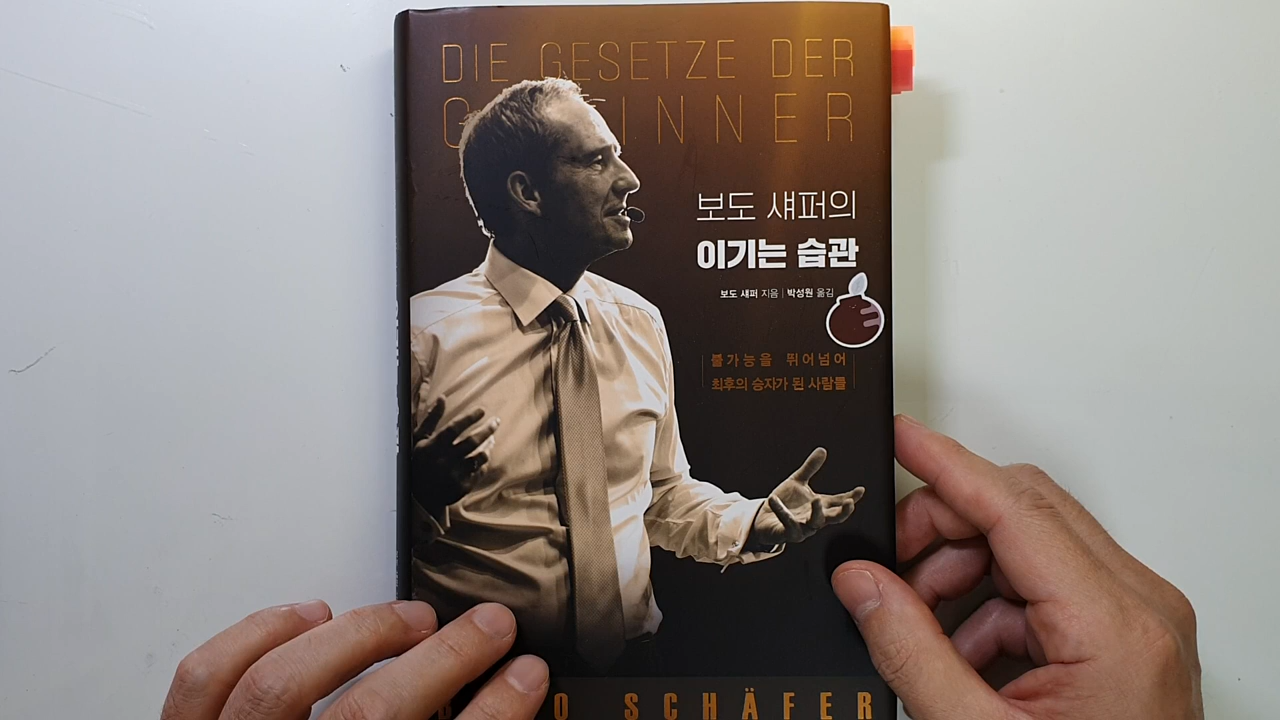 DIE GESETZE DER
INNER
보도 섀퍼의
이기는 습관
보도 섀퍼 지음 | 박성원 옮김
불가능을 뛰어넘어
최후의 승자가 된 사람들
SCHÄFER